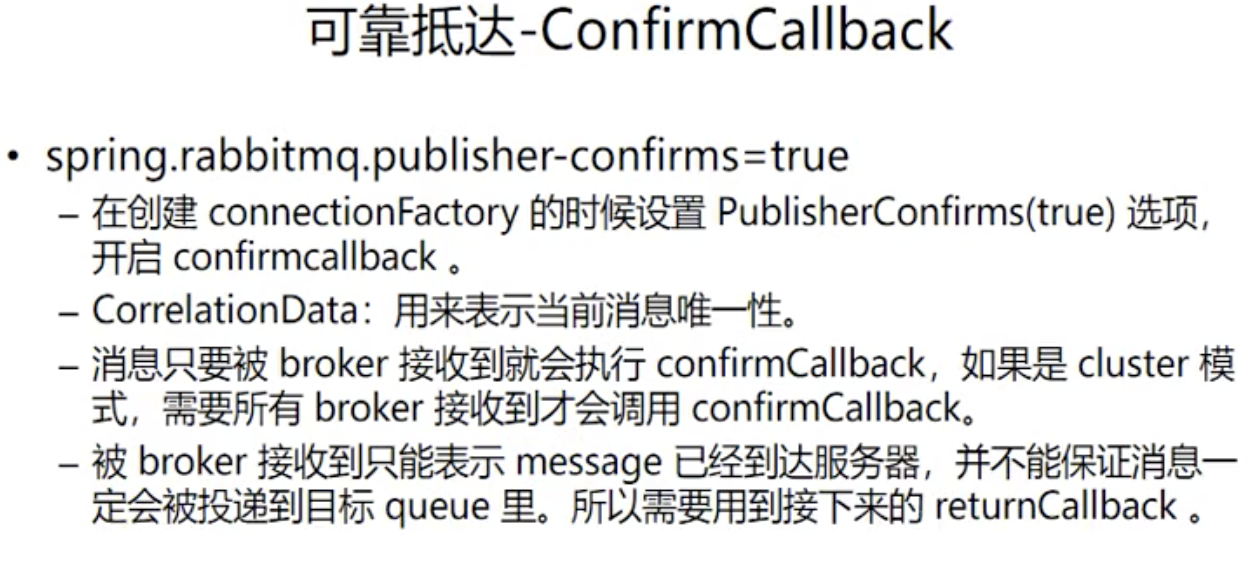 可靠抵达-ConfirmCallback
• spring.rabbitmq.publisher-confirms=true
– 在创建 connectionFactory 的时候设置 PublisherConfirms(true) 选项，
开启 confirmcallback 。
– CorrelationData：用来表示当前消息唯一性。
– 消息只要被 broker 接收到就会执行 confirmCallback，如果是 cluster 模
式，需要所有 broker 接收到才会调用 confirmCallback。
– 被 broker 接收到只能表示 message 已经到达服务器，并不能保证消息一
定会被投递到目标 queue 里。所以需要用到接下来的 returnCallback 。